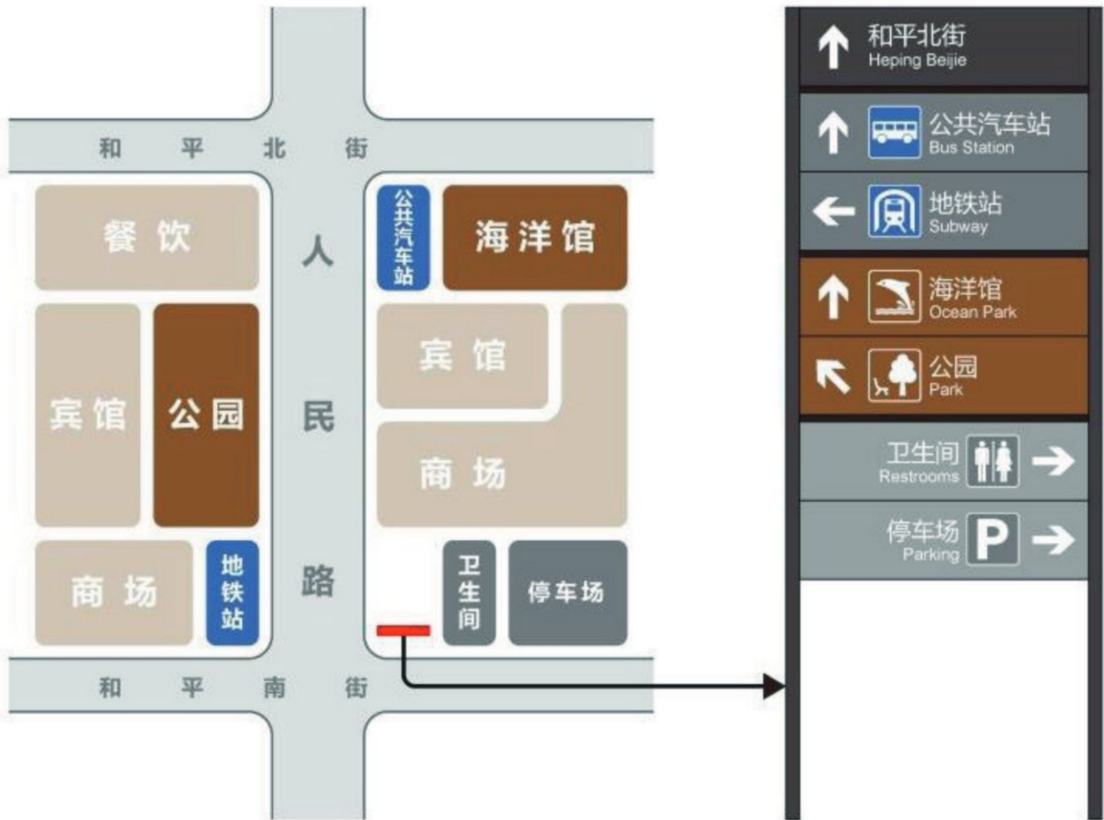 和平北街
餐饮
人民路
公共汽车站
海洋馆
宾馆
公园
宾馆
商场
商场
地铁站
卫生间
停车场
和平南街
和平北街
Heping Beijie
公共汽车站
Bus Station
地铁站
Subway
海洋馆
Ocean Park
公园
Park
卫生间
Restrooms
停车场
Parking
P